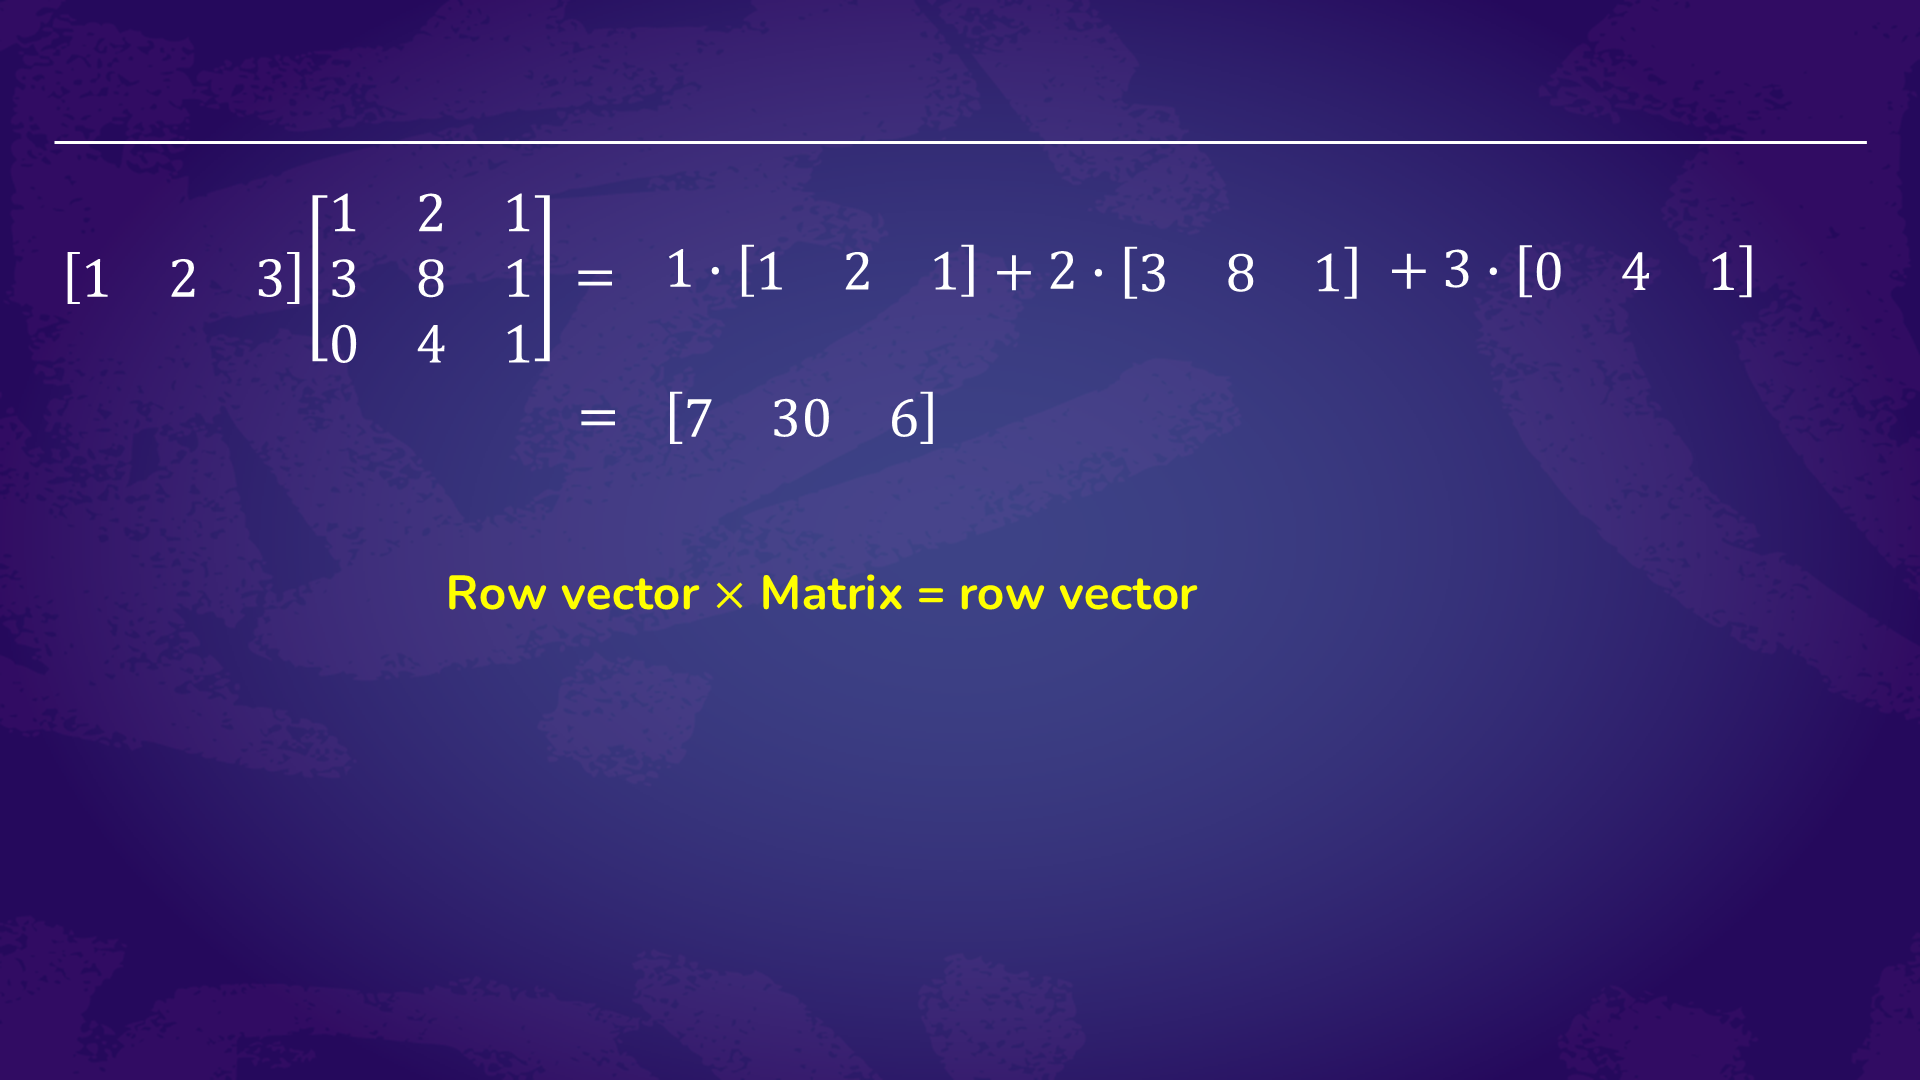 [1 2 3] [1 2 1
3 8 1
0 4 1] = 1 · [1 2 1] + 2 · [3 8 1] + 3 · [0 4 1]
= [7 30 6]
Row vector × Matrix = row vector